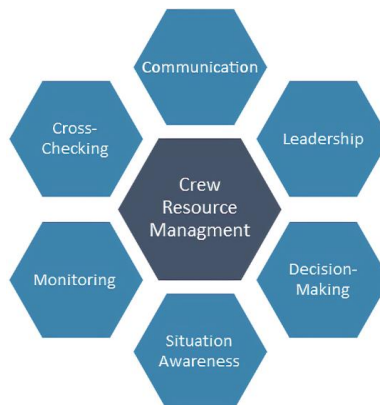 Communication
Cross-
Checking
Leadership
Crew
Resource
Managment
Monitoring
Decision-
Making
Situation
Awareness